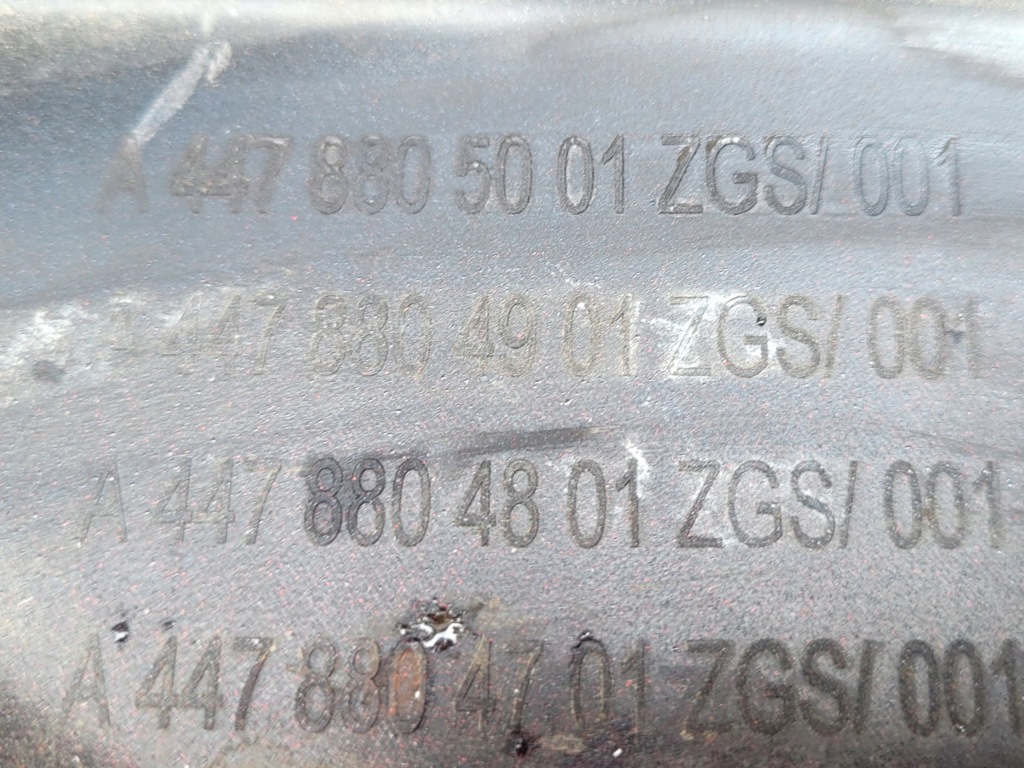 A 447 880 50 01 ZGS/ 001
A 447 880 49 01 ZGS/ 001
A 447 880 48 01 ZGS/ 001
A 447 880 47 01 ZGS/ 001